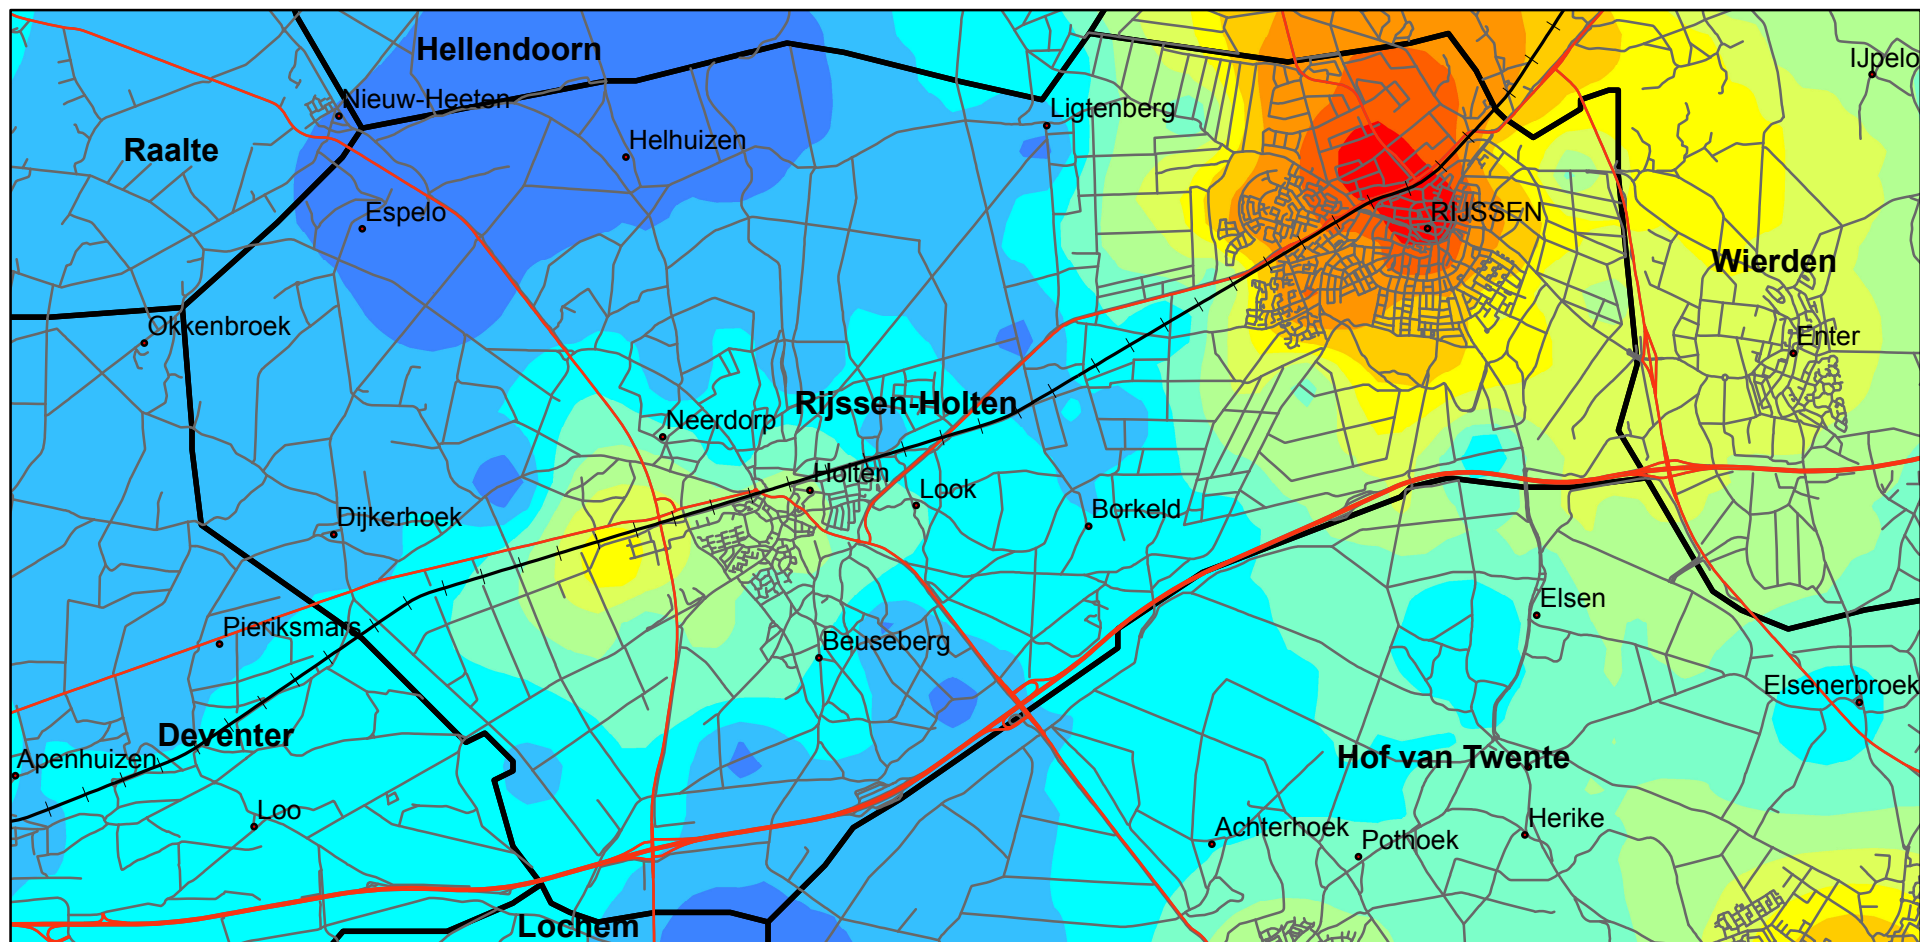 Hellendoorn
IJpelo
Nieuw-Heeten
Ligtenberg
Raalte
Helhuizen
Espelo
RIJSSEN
Wierden
Okkenbroek
Enter
Rijssen-Holten
Neerdorp
Holten
Look
Dijkerhoek
Borkeld
Elsen
Pieriksmars
Beuseberg
Elsenerbroek
Deventer
Apenhuizen
Hof van Twente
Loo
Achterhoek
Herike
Pothoek
Lochem